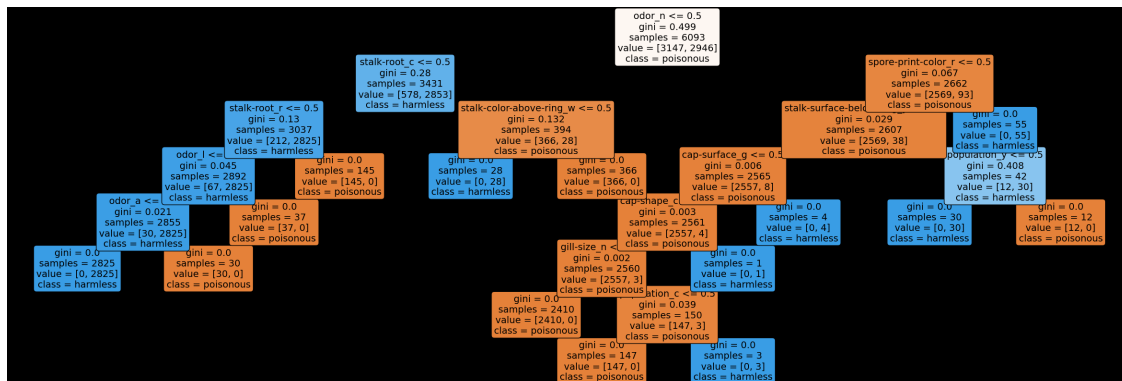 odor_n <= 0.5
gini = 0.499
samples = 6093
value = [3147, 2946]
class = poisonous
stalk-root_c <= 0.5
gini = 0.28
samples = 3431
value = [578, 2853]
class = harmless
spore-print-color_r <= 0.5
gini = 0.067
samples = 2662
value = [2569, 93]
class = poisonous
stalk-root_r <= 0.5
gini = 0.13
samples = 3037
value = [212, 2825]
class = harmless
stalk-color-above-ring_w <= 0.5
gini = 0.132
samples = 394
value = [366, 28]
class = poisonous
stalk-surface-
gini = 0.029
samples = 2607
value = [2569, 38]
class = poisonous
gini = 0.0
samples = 55
value = [0, 55]
class = harmless
odor_l <=
gini = 0.045
samples = 2892
value = [67, 2825]
class = harmless
gini = 0.0
samples = 145
value = [145, 0]
class = poisonous
gini = 0.0
samples = 28
value = [0, 28]
class = harmless
gini = 0.0
samples = 366
value = [366, 0]
class = poisonous
cap-surface_g <= 0.5
gini = 0.006
samples = 2565
value = [2557, 8]
class = poisonous
population_y <= 0.5
gini = 0.408
samples = 42
value = [12, 30]
class = harmless
odor_a <=
gini = 0.021
samples = 2855
value = [30, 2825]
class = harmless
gini = 0.0
samples = 37
value = [37, 0]
class = poisonous
cap-shape_c
gini = 0.003
samples = 2561
value = [2557, 4]
class = poisonous
gini = 0.0
samples = 4
value = [0, 4]
class = harmless
gini = 0.0
samples = 30
value = [0, 30]
class = harmless
gini = 0.0
samples = 12
value = [12, 0]
class = poisonous
gini = 0.0
samples = 2825
value = [0, 2825]
class = harmless
gini = 0.0
samples = 30
value = [30, 0]
class = poisonous
gill-size_n <
gini = 0.002
samples = 2560
value = [2557, 3]
class = poisonous
gini = 0.0
samples = 1
value = [0, 1]
class = harmless
gini = 0.0
samples = 2410
value = [2410, 0]
class = poisonous
<= 0.5
gini = 0.039
samples = 150
value = [147, 3]
class = poisonous
gini = 0.0
samples = 147
value = [147, 0]
class = poisonous
gini = 0.0
samples = 3
value = [0, 3]
class = harmless